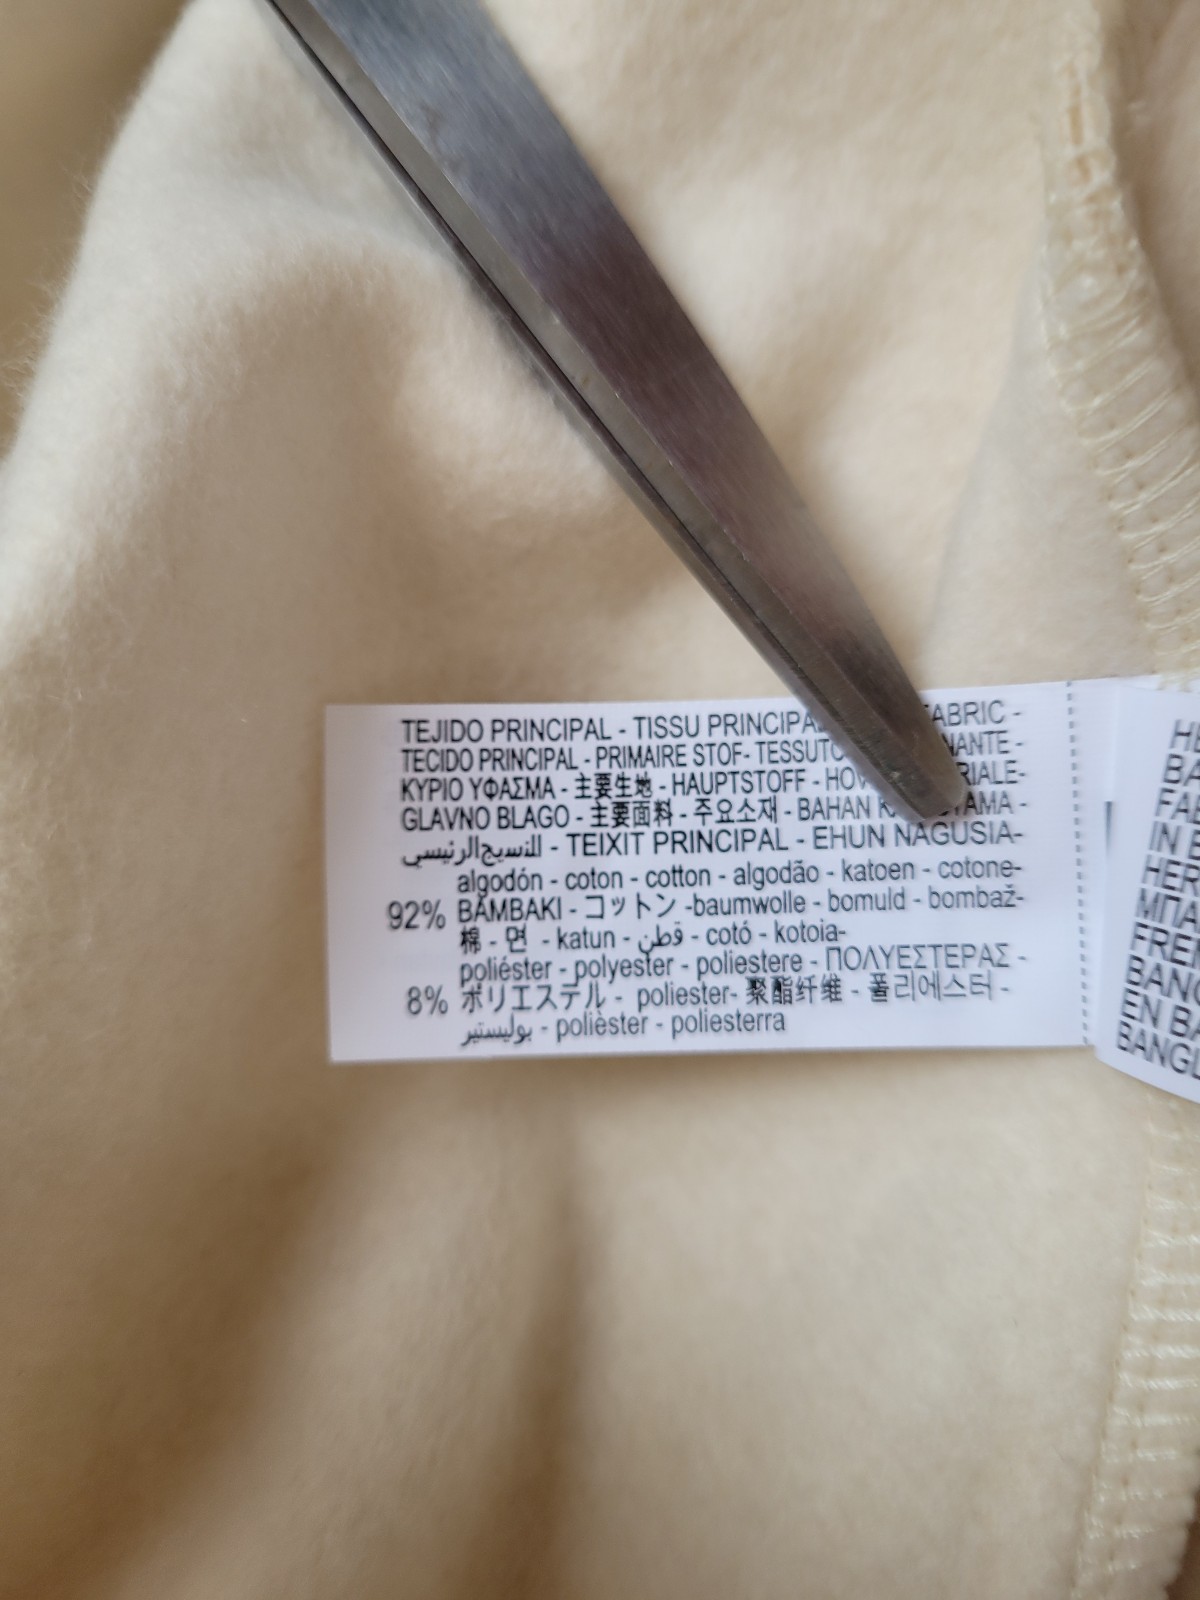 TEJIDO PRINCIPAL - TISSU PRINCIPAL FABRIC -
TECIDO PRINCIPAL - PRIMAIRE STOF- TESSUTO -
ΚΥΡΙΟ ΥΦΑΣΜΑ - 主要生地 - HAUPTSTOFF -
GLAVNO BLAGO - 主要面料 - 주요소재 - BAHAN -
النسيج الرئيسي - TEIXIT PRINCIPAL - EHUN NAGUSIA-
algodón - coton - cotton - algodão - katoen - cotone-
92% BAMBAKI - コットン -baumwolle - bomuld - bombaž-
棉 - 면 - katun - قطن - cotó - kotoia-
poliéster - polyester - poliestere - ΠΟΛΥΕΣΤΕΡΑΣ -
8% ポリエステル - poliester- 聚酯纤维 - 폴리에스터 -
بوليستير - polièster - poliesterra
IN
EN